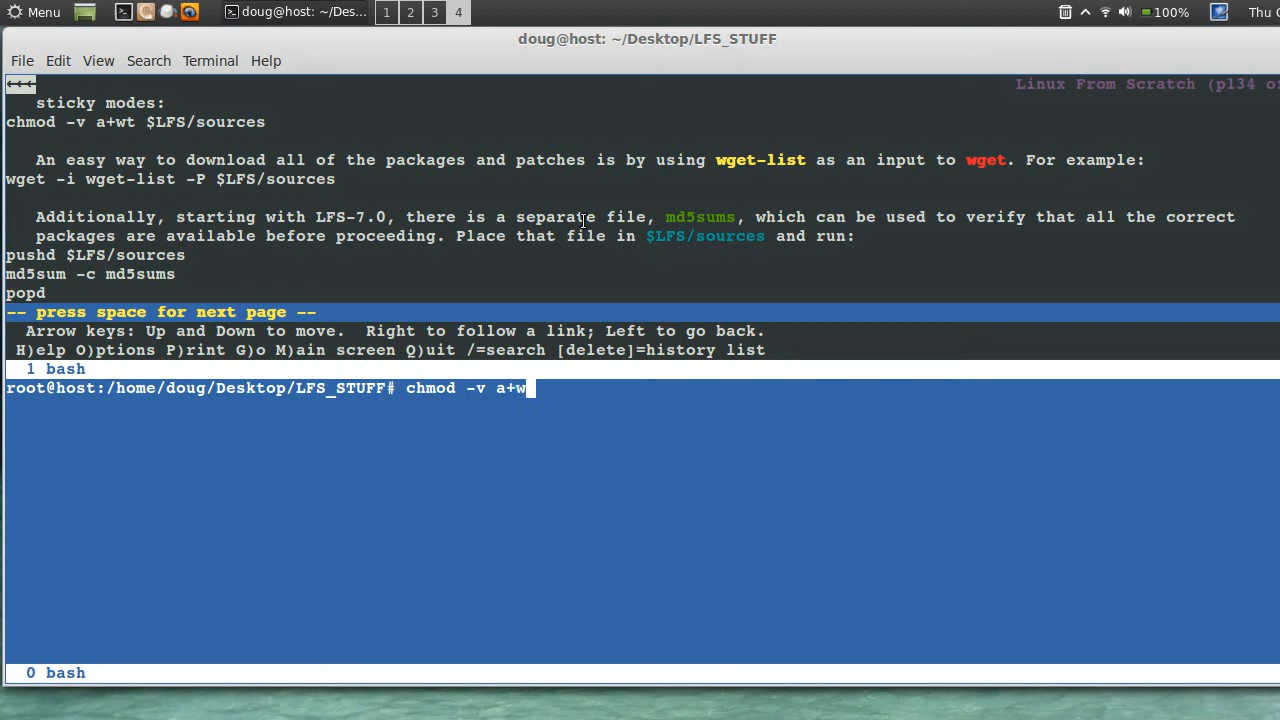 Menu doug@host: ~/Des... 1 2 3 4 100% Thu
doug@host: ~/Desktop/LFS_STUFF
File Edit View Search Terminal Help
←←← Linux From Scratch (p134 o
sticky modes:
chmod -v a+wt $LFS/sources
An easy way to download all of the packages and patches is by using wget-list as an input to wget. For example:
wget -i wget-list -P $LFS/sources
Additionally, starting with LFS-7.0, there is a separate file, md5sums, which can be used to verify that all the correct
packages are available before proceeding. Place that file in $LFS/sources and run:
pushd $LFS/sources
md5sum -c md5sums
popd
-- press space for next page --
Arrow keys: Up and Down to move. Right to follow a link; Left to go back.
H)elp O)ptions P)rint G)o M)ain screen Q)uit /=search [delete]=history list
1 bash
root@host:/home/doug/Desktop/LFS_STUFF# chmod -v a+w
0 bash